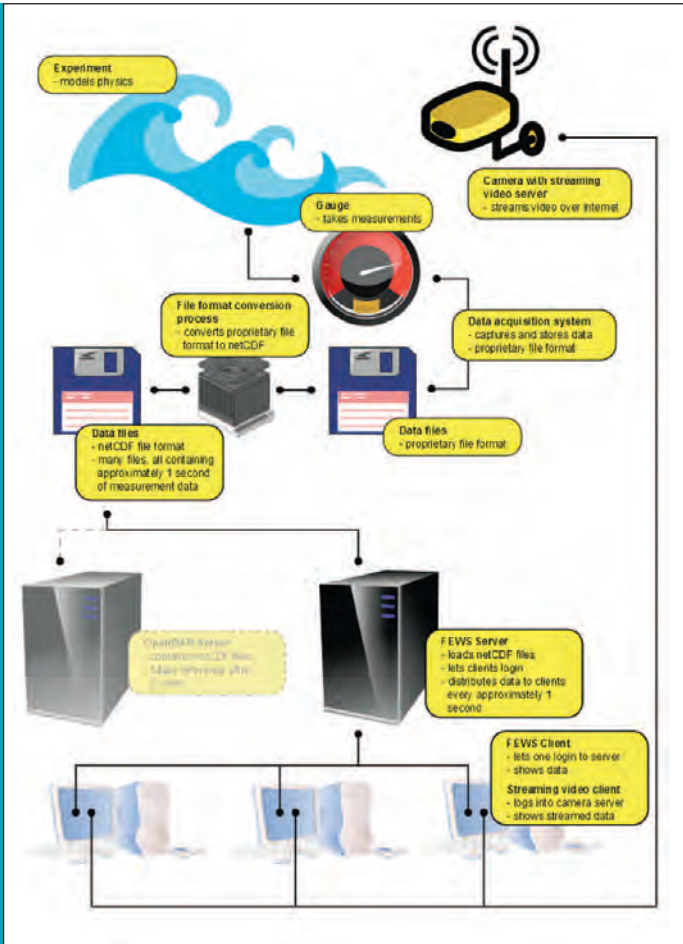 Experiment
- models physics
Camera with streaming
video server
- streams video over internet
Gauge
- takes measurements
File format conversion
process
- converts proprietary file
format to netCDF
Data acquisition system
- captures and stores data
- proprietary file format
Data files
- netCDF file format
- many files, all containing
approximately 1 second
of measurement data
Data files
- proprietary file format
OpenDAP Server
FEWS Server
- loads netCDF files
- lets clients login
- distributes data to clients
every approximately 1
second
FEWS Client
- lets one login to server
- shows data
Streaming video client
- logs into camera server
- shows streamed data